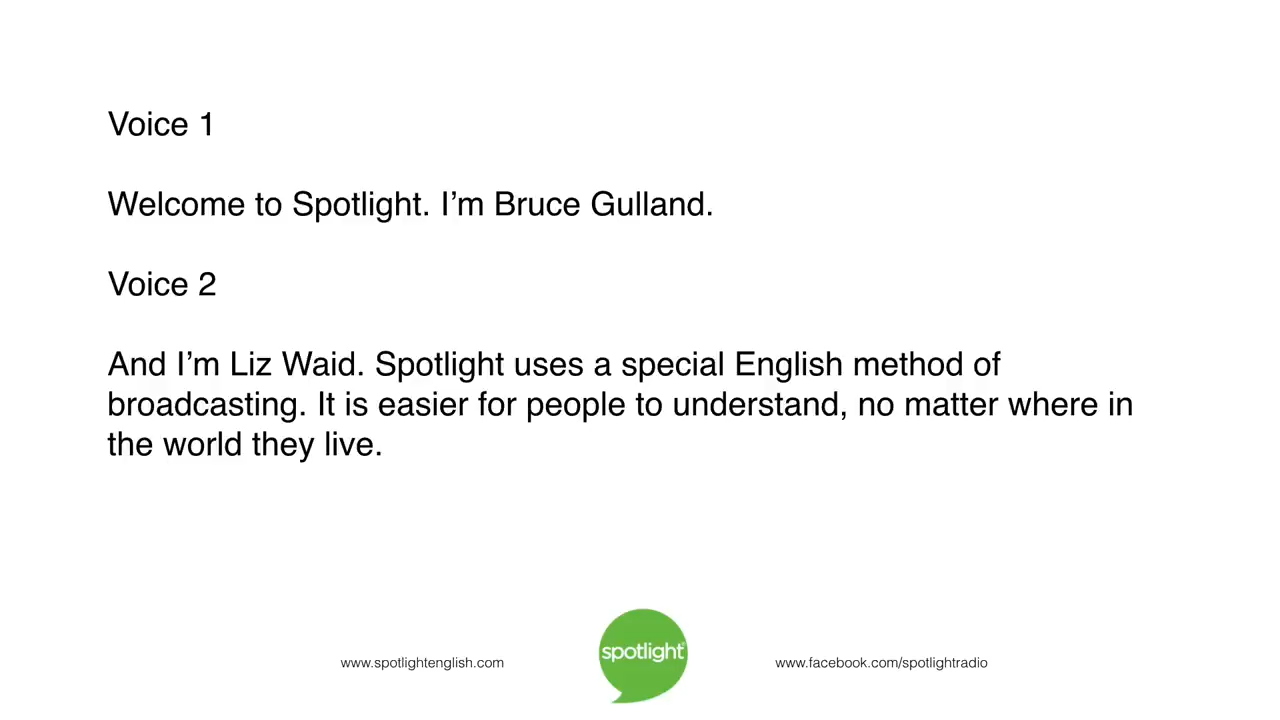 Voice 1
Welcome to Spotlight. I’m Bruce Gulland.
Voice 2
And I’m Liz Waid. Spotlight uses a special English method of
broadcasting. It is easier for people to understand, no matter where in
the world they live.
www.spotlightenglish.com
spotlight®
www.facebook.com/spotlightradio